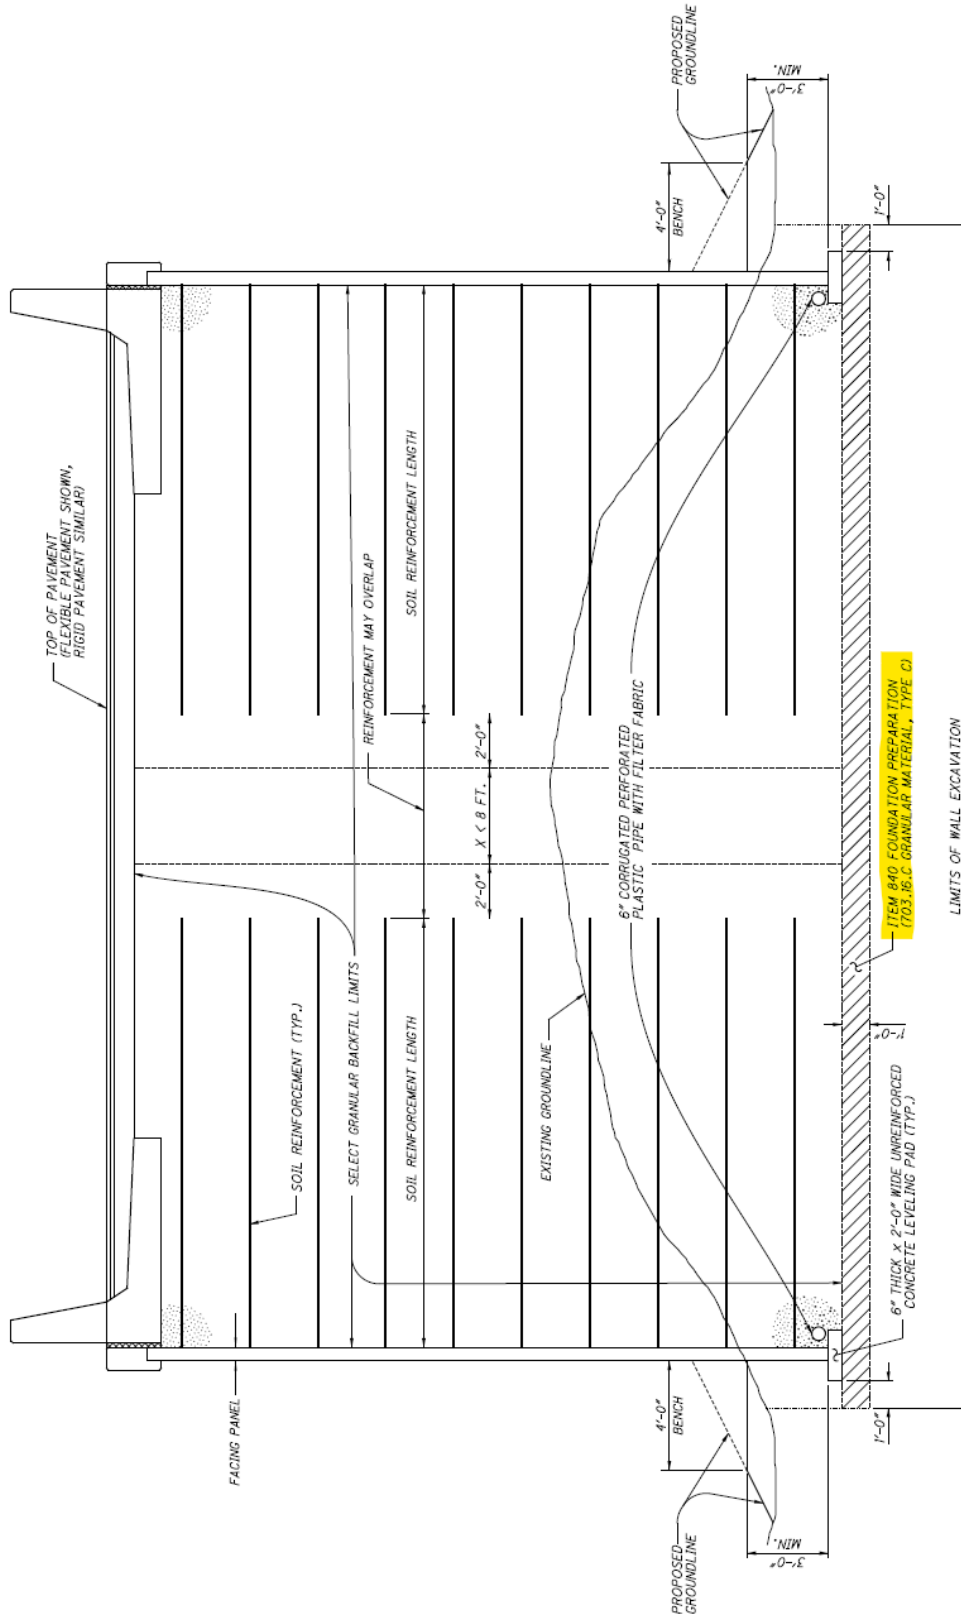 TOP OF PAVEMENT
(FLEXIBLE PAVEMENT SHOWN,
RIGID PAVEMENT SIMILAR)
FACING PANEL
SOIL REINFORCEMENT (TYP.)
SELECT GRANULAR BACKFILL LIMITS
REINFORCEMENT MAY OVERLAP
SOIL REINFORCEMENT LENGTH
SOIL REINFORCEMENT LENGTH
2'-0"
X < 8 FT.
2'-0"
EXISTING GROUNDLINE
6" CORRUGATED PERFORATED
PLASTIC PIPE WITH FILTER FABRIC
PROPOSED
GROUNDLINE
4'-0"
BENCH
3'-0"
MIN.
PROPOSED
GROUNDLINE
4'-0"
BENCH
3'-0"
MIN.
1'-0"
6" THICK x 2'-0" WIDE UNREINFORCED
CONCRETE LEVELING PAD (TYP.)
1'-0"
ITEM 840 FOUNDATION PREPARATION
(703.16.C GRANULAR MATERIAL, TYPE C)
1'-0"
LIMITS OF WALL EXCAVATION